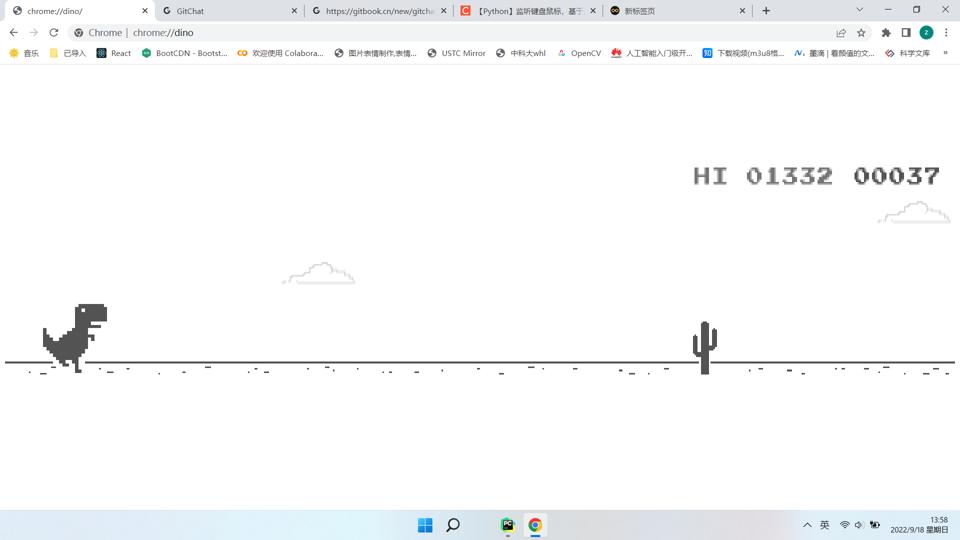 chrome://dino/
GitChat
https://gitbook.cn/new/gitcha
【Python】监听键盘鼠标，基于
新标签页
Chrome | chrome://dino
z
音乐
已导入
React
BootCDN - Bootst...
欢迎使用 Colabora...
图片表情制作,表情...
USTC Mirror
中科大whl
OpenCV
人工智能入门级开...
知
下载视频(m3u8格...
墨滴 | 看颜值的文...
科学文库
»
HI 01332 00037
PC
英
13:58
2022/9/18 星期日